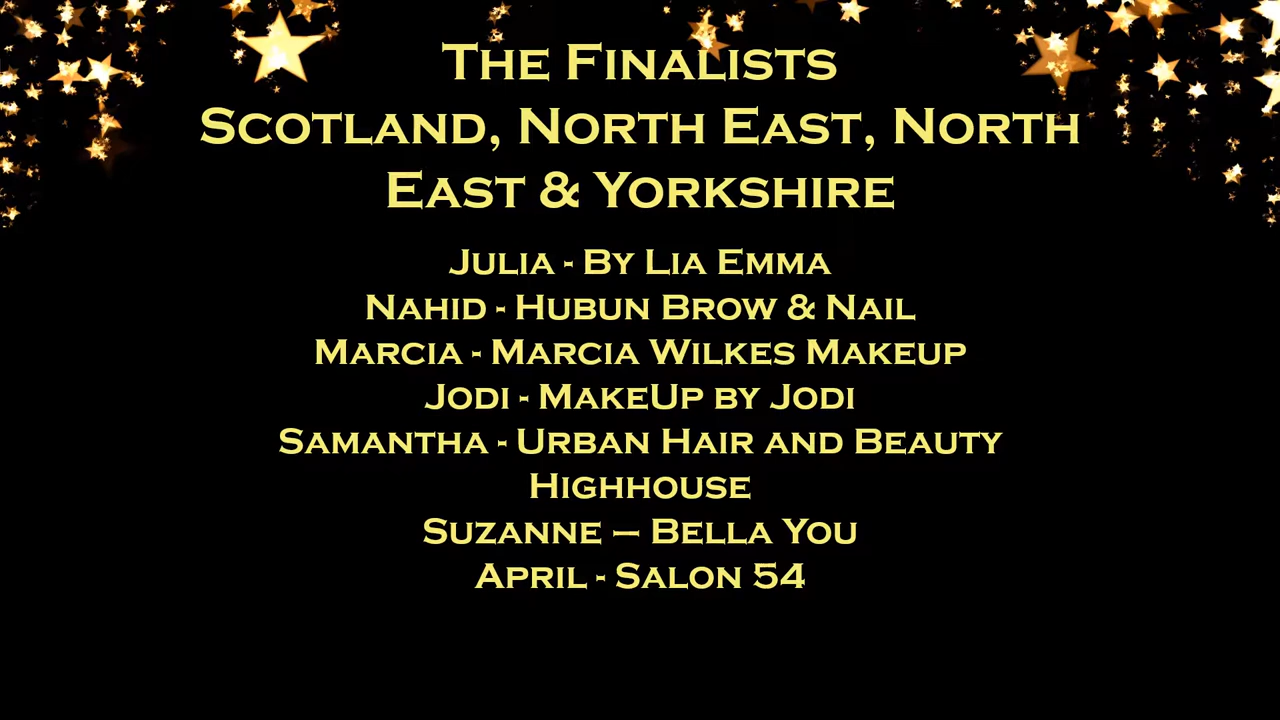 The Finalists
Scotland, North East, North
East & Yorkshire
Julia - By Lia Emma
Nahid - Hubun Brow & Nail
Marcia - Marcia Wilkes Makeup
Jodi - MakeUp by Jodi
Samantha - Urban Hair and Beauty
Highhouse
Suzanne – Bella You
April - Salon 54